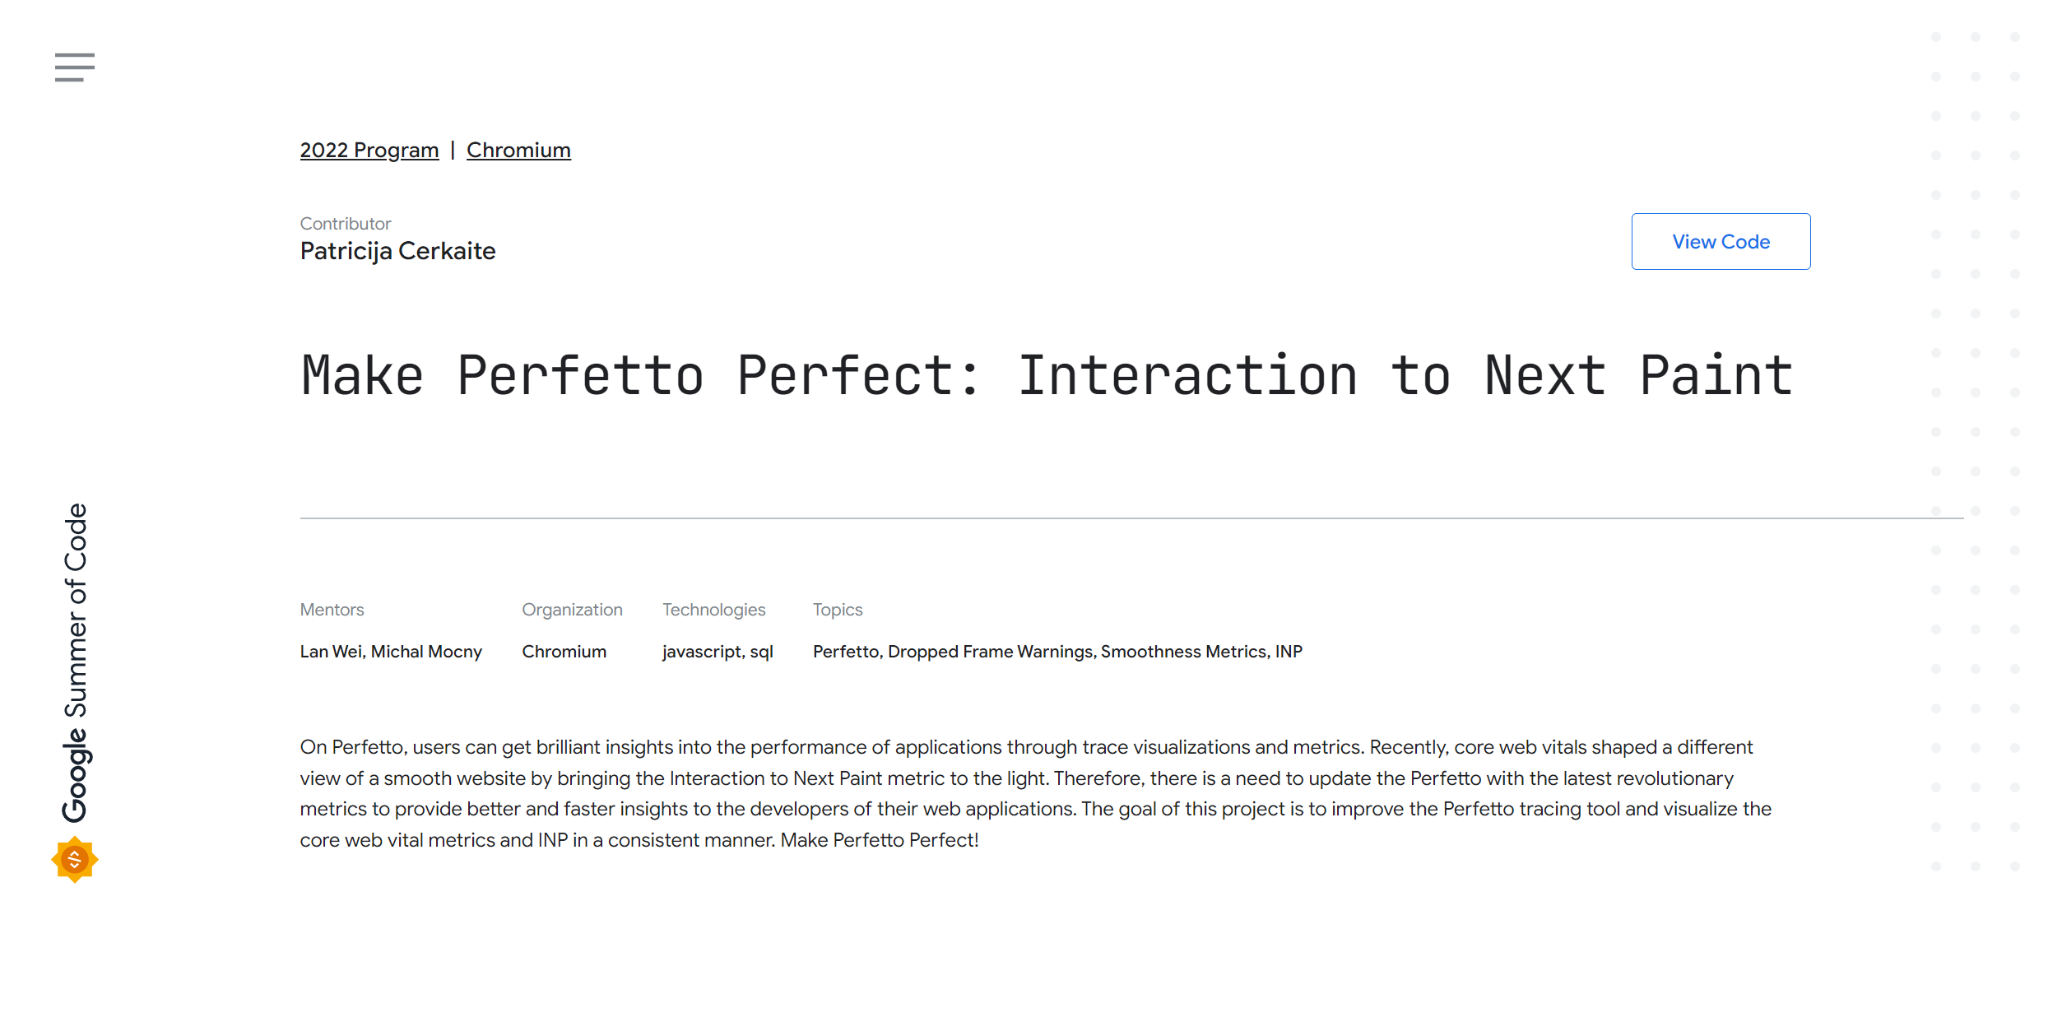 2022 Program | Chromium
Contributor
Patricija Cerkaite
View Code
Make Perfetto Perfect: Interaction to Next Paint
Mentors
Lan Wei, Michal Mocny
Organization
Chromium
Technologies
javascript, sql
Topics
Perfetto, Dropped Frame Warnings, Smoothness Metrics, INP
On Perfetto, users can get brilliant insights into the performance of applications through trace visualizations and metrics. Recently, core web vitals shaped a different
view of a smooth website by bringing the Interaction to Next Paint metric to the light. Therefore, there is a need to update the Perfetto with the latest revolutionary
metrics to provide better and faster insights to the developers of their web applications. The goal of this project is to improve the Perfetto tracing tool and visualize the
core web vital metrics and INP in a consistent manner. Make Perfetto Perfect!
Google Summer of Code